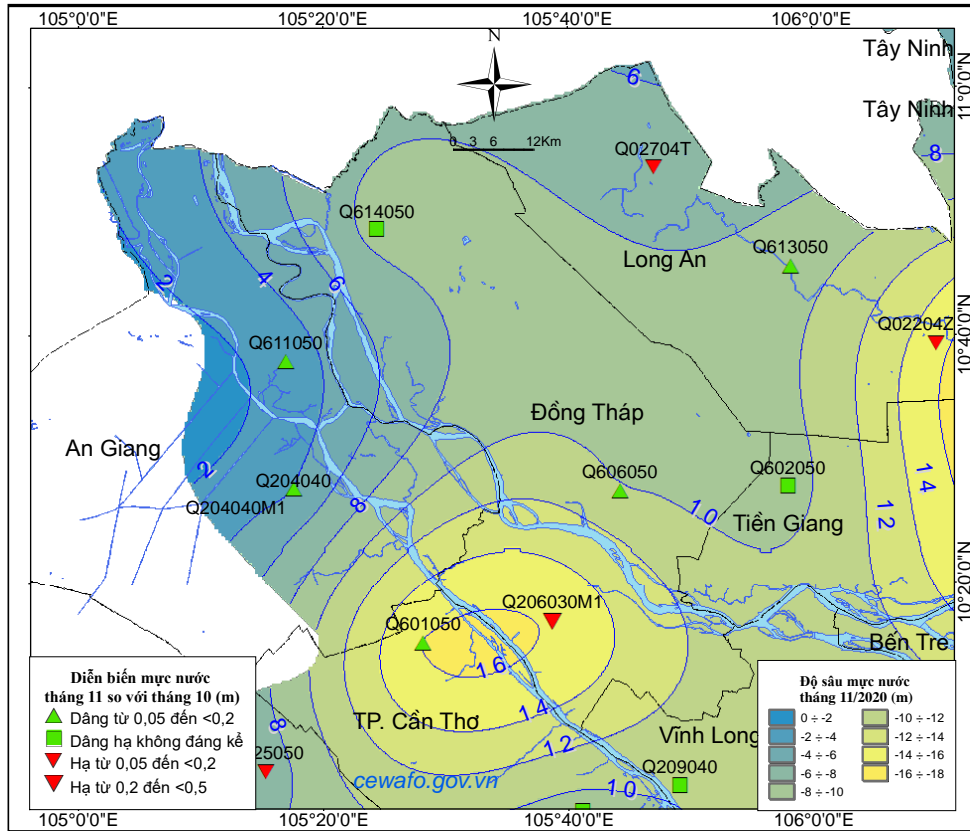 105°0'0"E 105°20'0"E 105°40'0"E 106°0'0"E
N
Tây Ninh
11°0'0"N
6
Tây Ninh
0 3 6 12Km
Q02704T
8
Q614050
Q613050
Long An
2 4 6
Q02204Z
10°40'0"N
Q611050
Đồng Tháp
An Giang
2
Q204040
Q606050
Q602050
14
Q204040M1
8
10
12
Tiền Giang
10°20'0"N
Q206030M1
Q601050
Bến Tre
16
14
TP. Cần Thơ
12
Vĩnh Long
8
25050
Q209040
10
cewafo.gov.vn
Diễn biến mực nước
tháng 11 so với tháng 10 (m)
Dâng từ 0,05 đến <0,2
Dâng hạ không đáng kể
Hạ từ 0,05 đến <0,2
Hạ từ 0,2 đến <0,5
Độ sâu mực nước
tháng 11/2020 (m)
0 ÷ -2
-2 ÷ -4
-4 ÷ -6
-6 ÷ -8
-8 ÷ -10
-10 ÷ -12
-12 ÷ -14
-14 ÷ -16
-16 ÷ -18
105°0'0"E 105°20'0"E 105°40'0"E 106°0'0"E